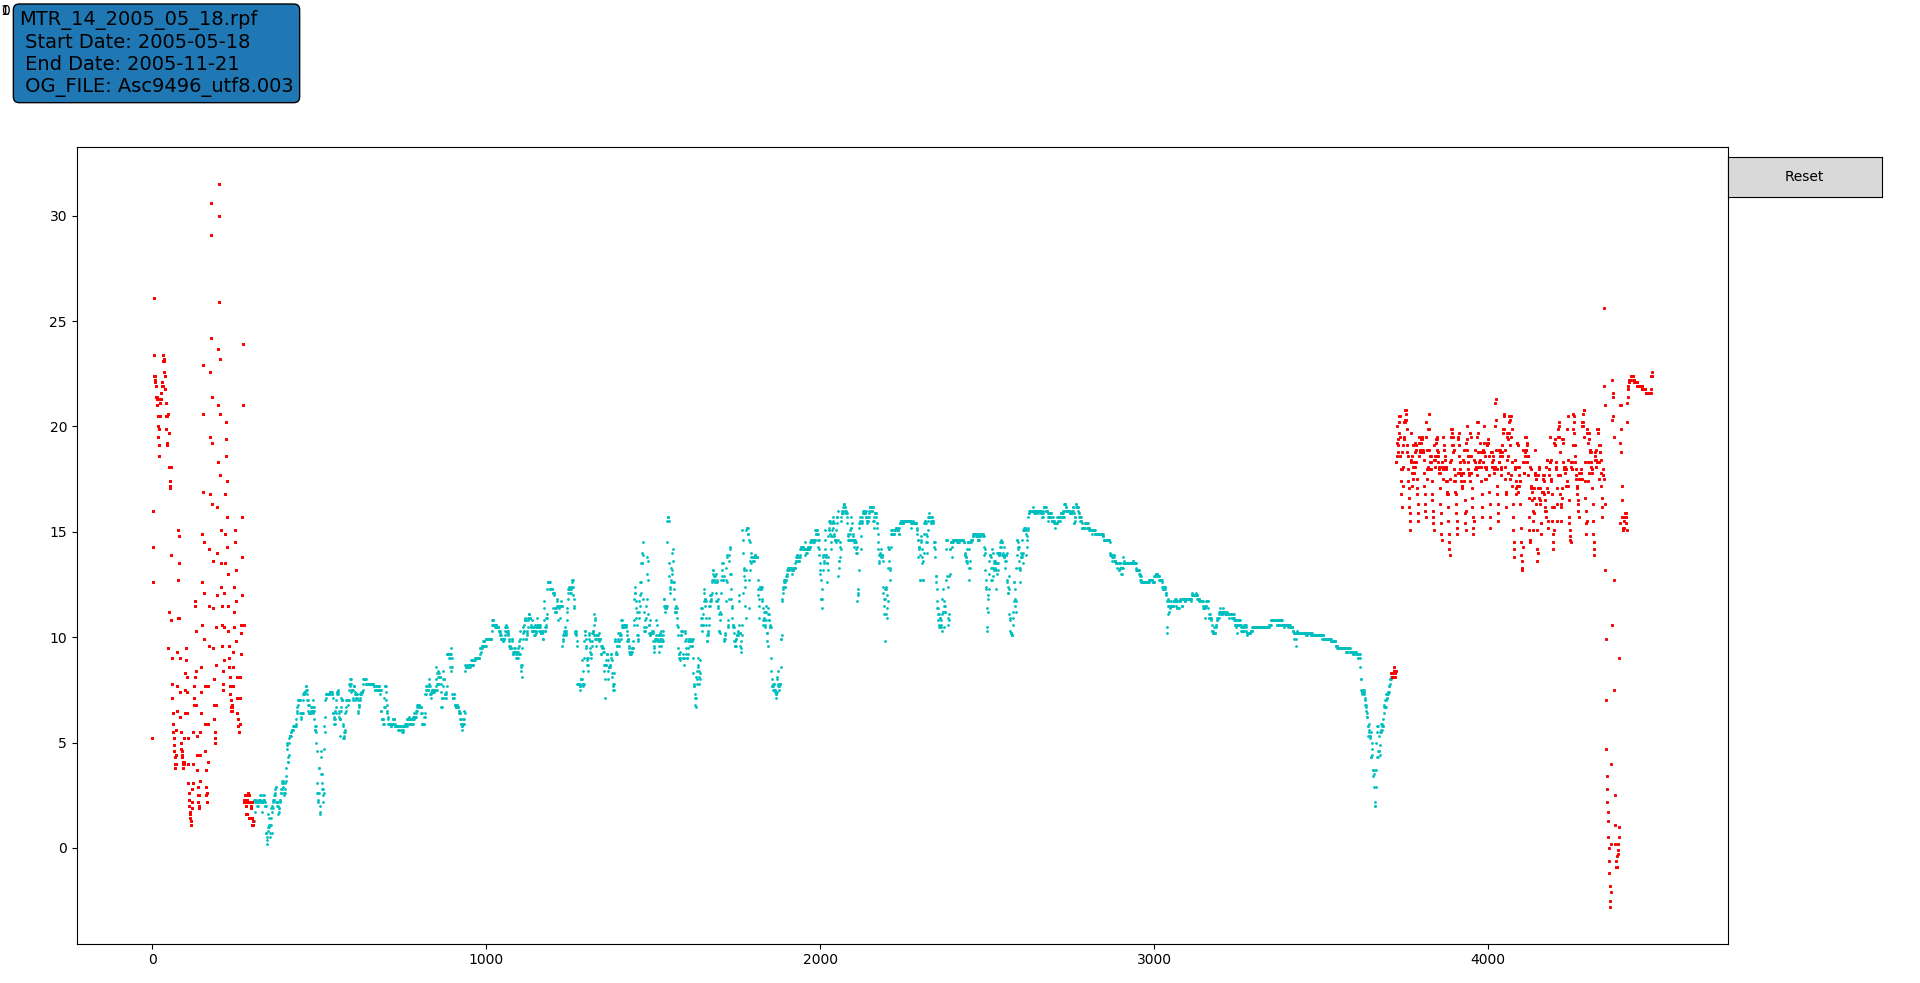 MTR_14_2005_05_18.rpf
Start Date: 2005-05-18
End Date: 2005-11-21
OG_FILE: Asc9496_utf8.003
Reset
30
25
20
15
10
5
0
0
1000
2000
3000
4000